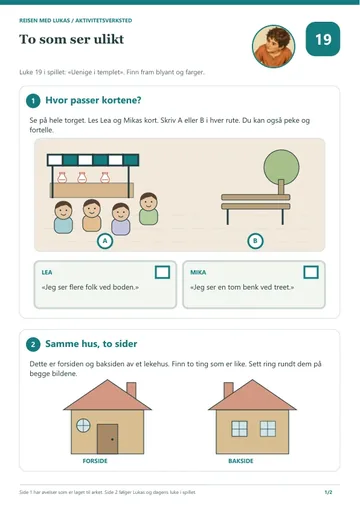 REISEN MED LUKAS / AKTIVITETSVERKSTED
To som ser ulikt
19
Luke 19 i spillet: «Uenige i templet». Finn fram blyant og farger.
1 Hvor passer kortene?
Se på hele torget. Les Lea og Mikas kort. Skriv A eller B i hver rute. Du kan også peke og
fortelle.
A
B
LEA
«Jeg ser flere folk ved boden.»
MIKA
«Jeg ser en tom benk ved treet.»
2 Samme hus, to sider
Dette er forsiden og baksiden av et lekehus. Finn to ting som er like. Sett ring rundt dem på
begge bildene.
FORSIDE
BAKSIDE
Side 1 har øvelser som er laget til arket. Side 2 følger Lukas og dagens luke i spillet.
1/2